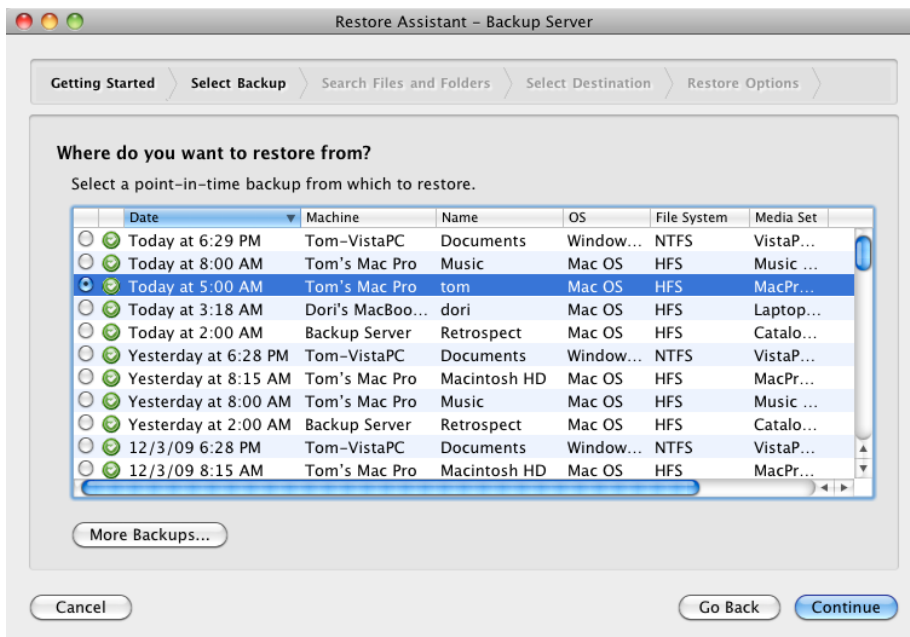 Restore Assistant – Backup Server
Getting Started Select Backup Search Files and Folders Select Destination Restore Options
Where do you want to restore from?
Select a point-in-time backup from which to restore.
Date Machine Name OS File System Media Set
Today at 6:29 PM Tom-VistaPC Documents Window... NTFS VistaP...
Today at 8:00 AM Tom's Mac Pro Music Mac OS HFS Music ...
Today at 5:00 AM Tom's Mac Pro tom Mac OS HFS MacPr...
Today at 3:18 AM Dori's MacBoo... dori Mac OS HFS Laptop...
Today at 2:00 AM Backup Server Retrospect Mac OS HFS Catalo...
Yesterday at 6:28 PM Tom-VistaPC Documents Window... NTFS VistaP...
Yesterday at 8:15 AM Tom's Mac Pro Macintosh HD Mac OS HFS MacPr...
Yesterday at 8:00 AM Tom's Mac Pro Music Mac OS HFS Music ...
Yesterday at 2:00 AM Backup Server Retrospect Mac OS HFS Catalo...
12/3/09 6:28 PM Tom-VistaPC Documents Window... NTFS VistaP...
12/3/09 8:15 AM Tom's Mac Pro Macintosh HD Mac OS HFS MacPr...
More Backups...
Cancel Go Back Continue